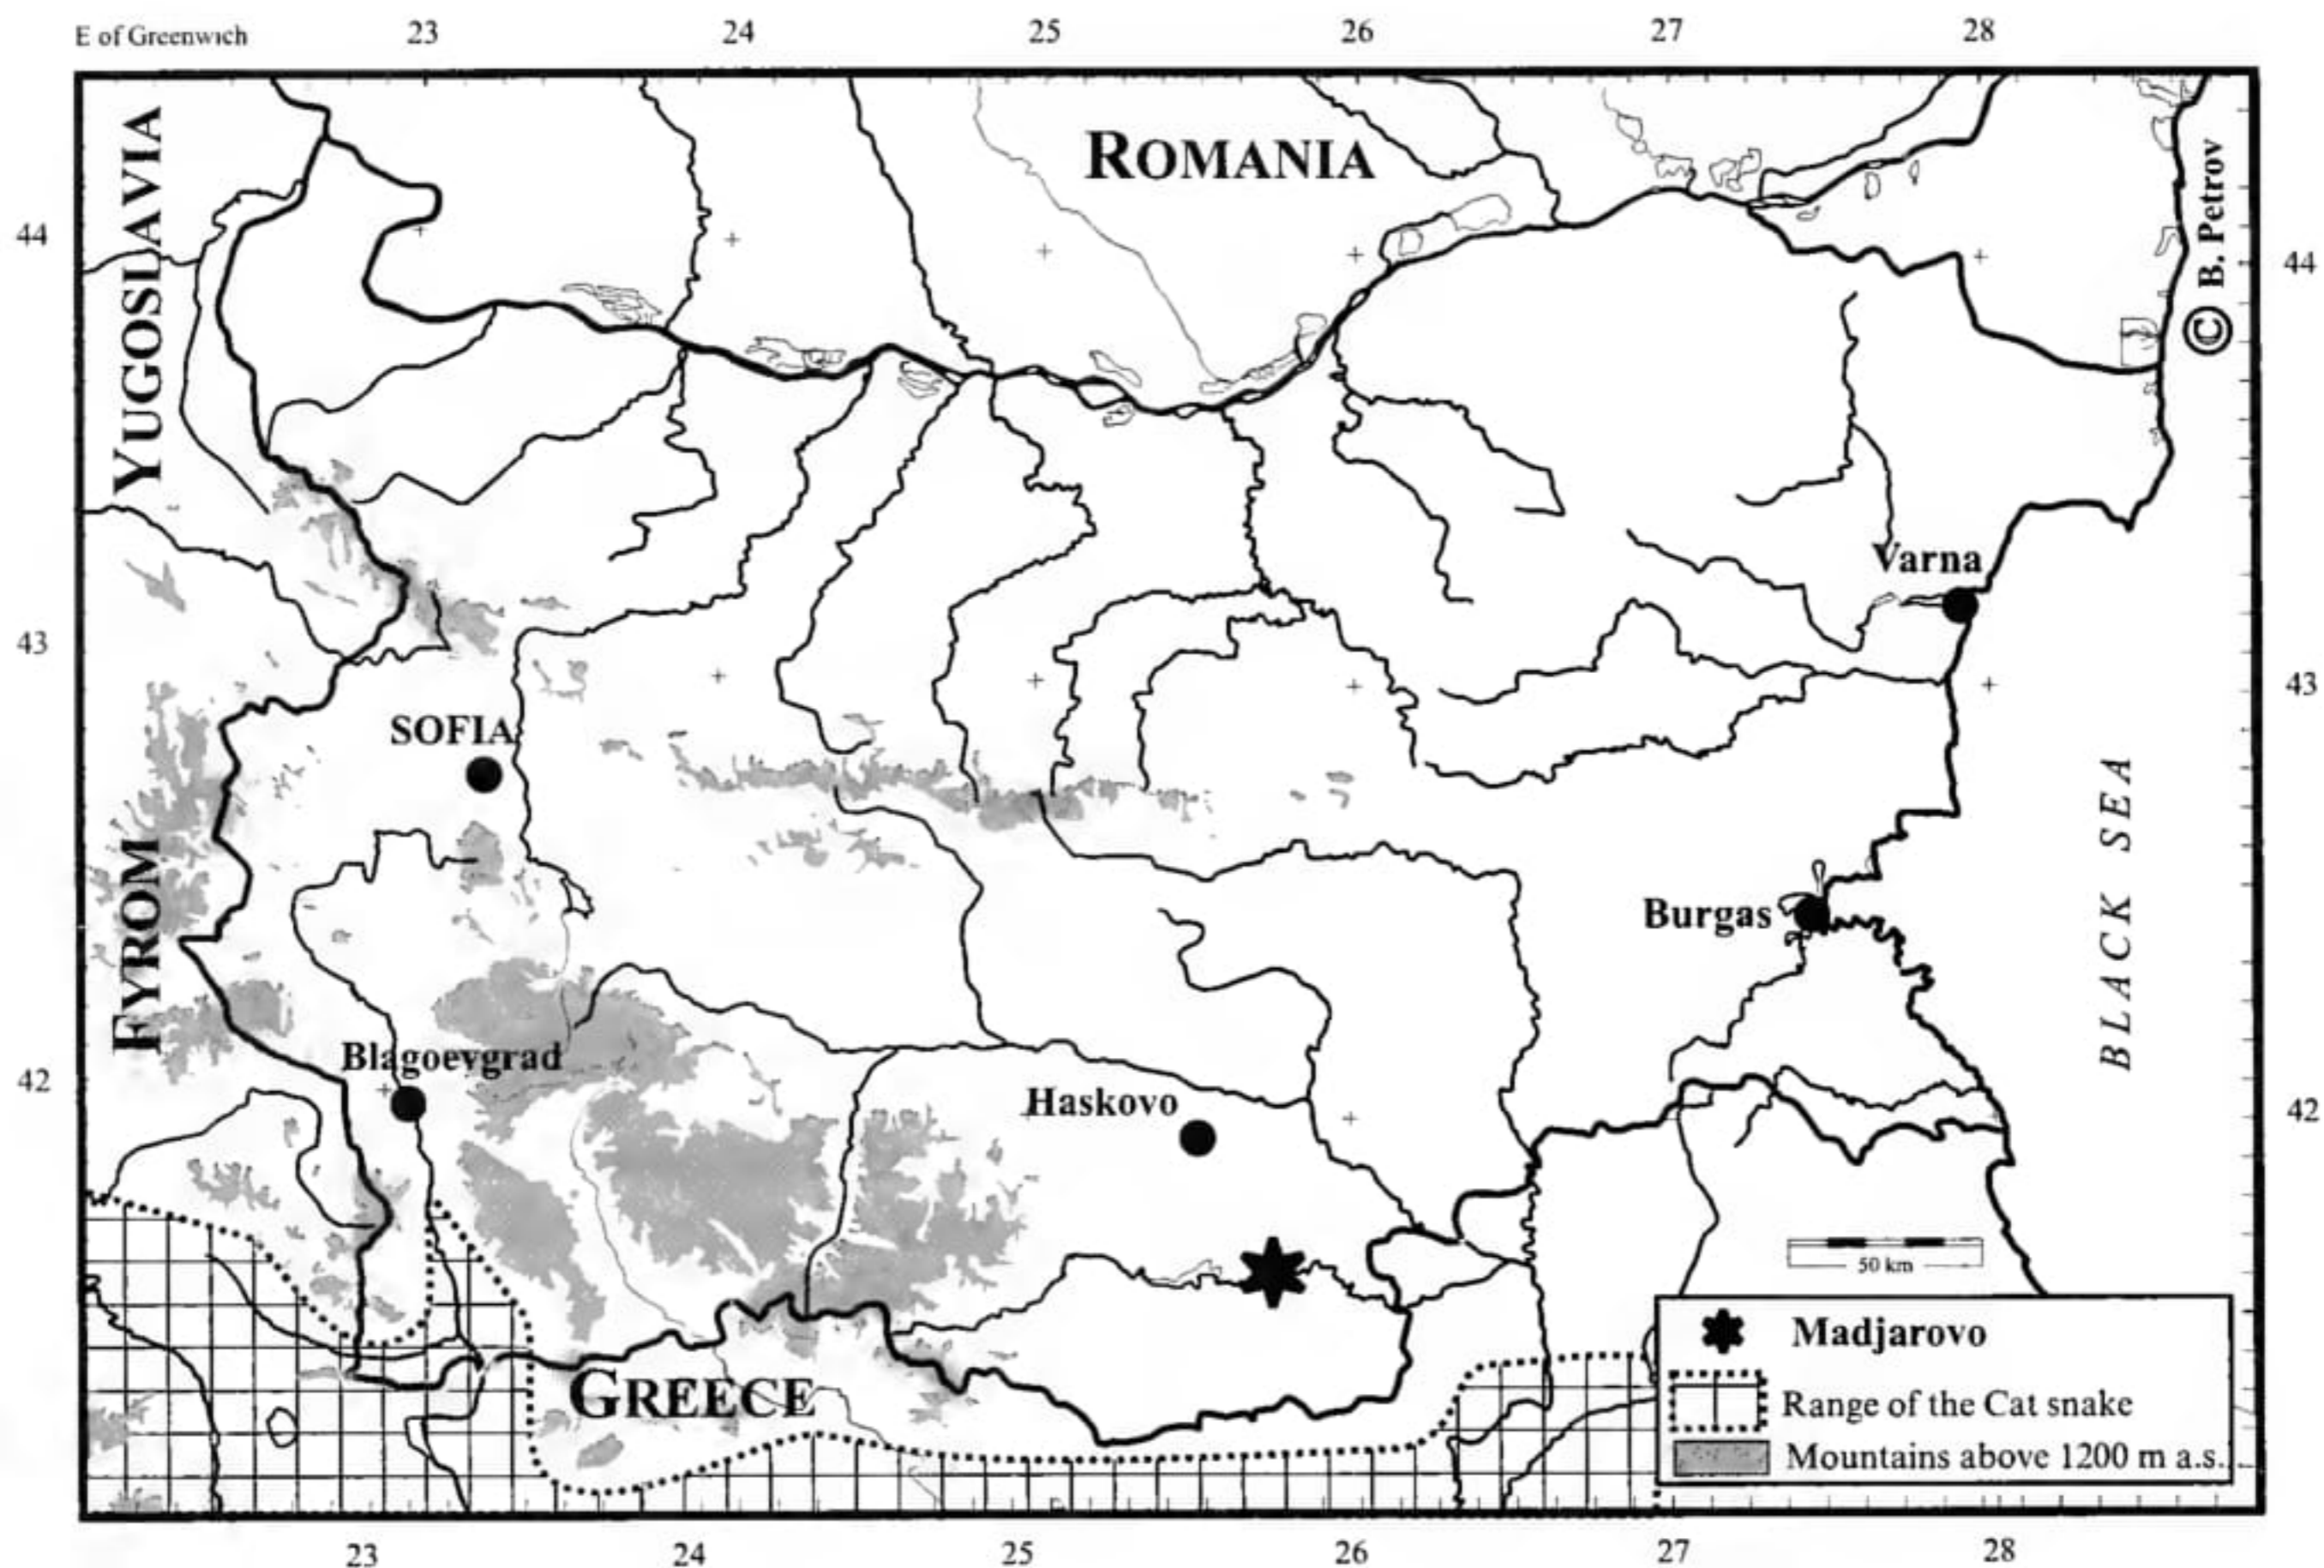 E of Greenwich 23 24 25 26 27 28
YUGOSLAVIA
ROMANIA
© B. Petrov
44 44
Varna
43 43
SOFIA
BLACK SEA
FYROM
Burgas
Blagoevgrad
42 42
Haskovo
50 km
Madjarovo
GREECE
Range of the Cat snake
Mountains above 1200 m a.s.
23 24 25 26 27 28